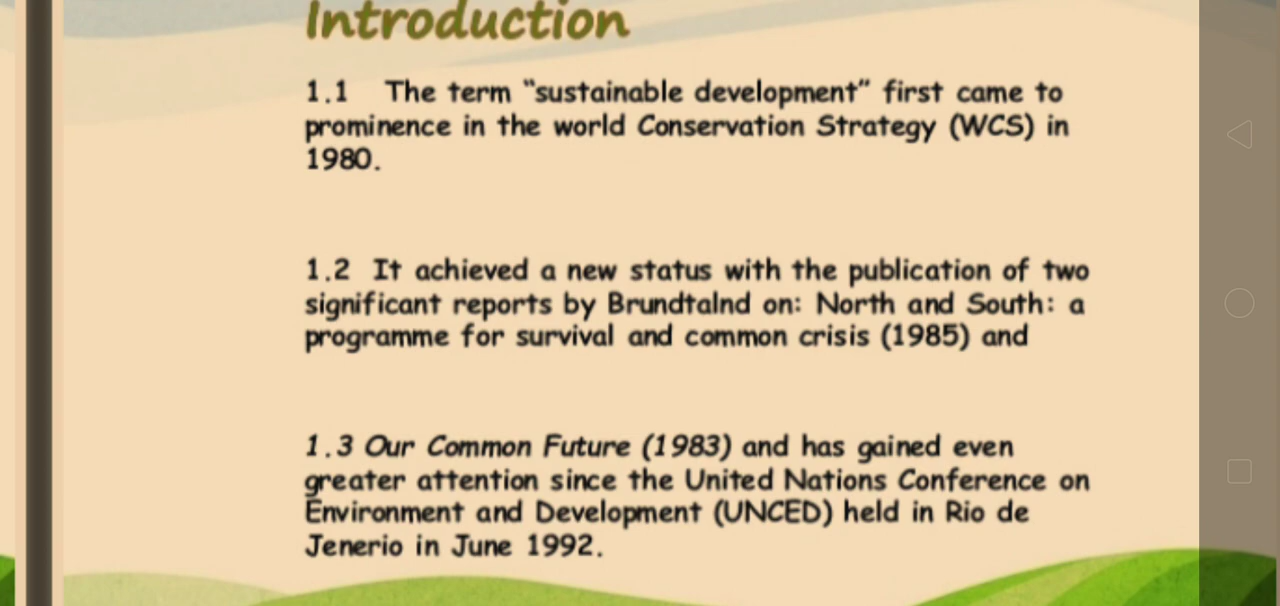 Introduction
1.1 The term “sustainable development” first came to
prominence in the world Conservation Strategy (WCS) in
1980.
1.2 It achieved a new status with the publication of two
significant reports by Brundtalnd on: North and South: a
programme for survival and common crisis (1985) and
1.3 Our Common Future (1983) and has gained even
greater attention since the United Nations Conference on
Environment and Development (UNCED) held in Rio de
Jenerio in June 1992.